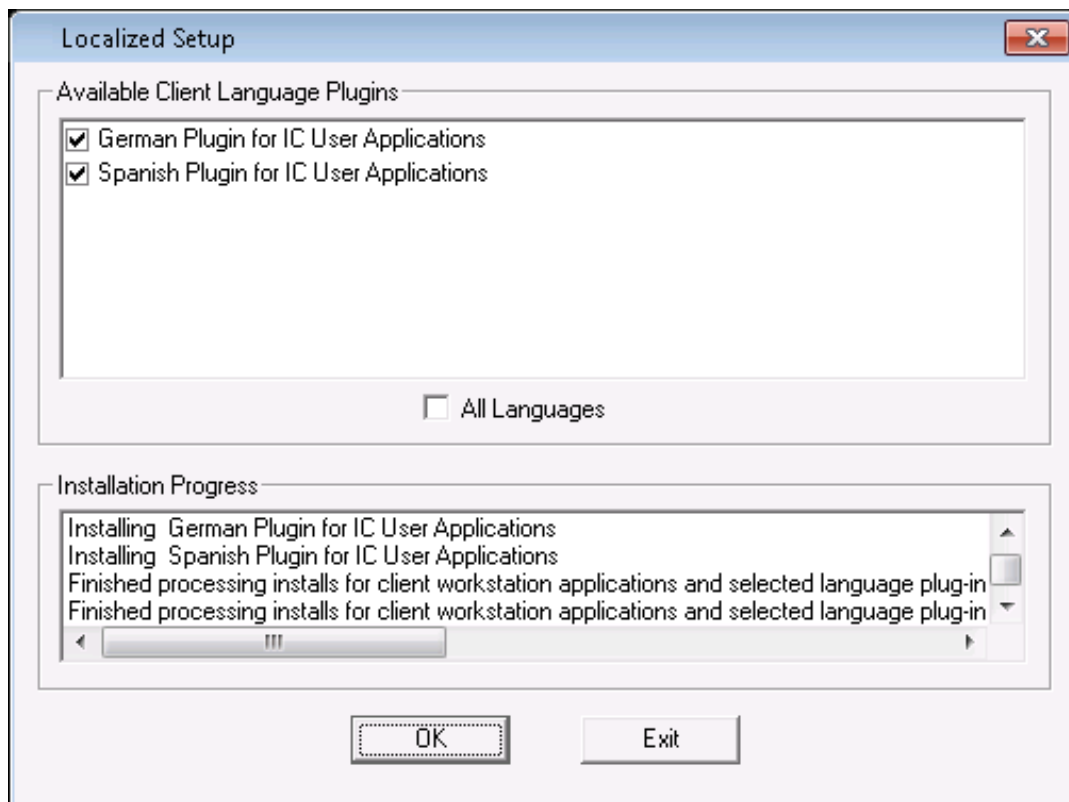 Localized Setup
Available Client Language Plugins
German Plugin for IC User Applications
Spanish Plugin for IC User Applications
All Languages
Installation Progress
Installing  German Plugin for IC User Applications
Installing  Spanish Plugin for IC User Applications
Finished processing installs for client workstation applications and selected language plug-in
Finished processing installs for client workstation applications and selected language plug-in
OK
Exit